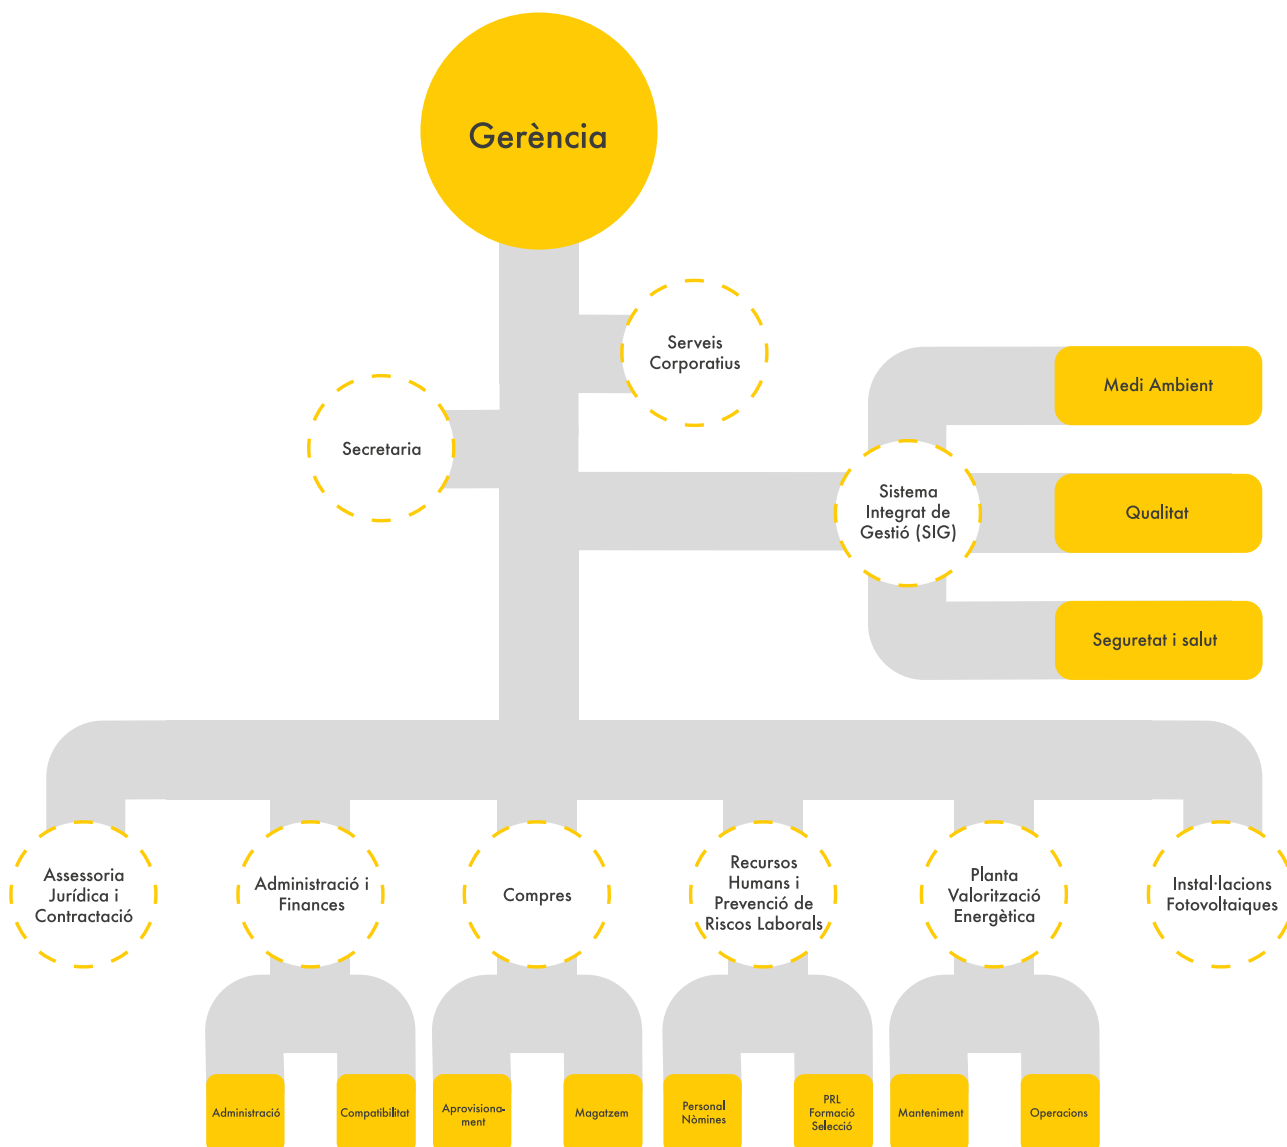 Gerència
Serveis
Corporatius
Secretaria
Medi Ambient
Sistema
Integrat de
Gestió (SIG)
Qualitat
Seguretat i salut
Assessoria
Jurídica i
Contractació
Administració i
Finances
Compres
Recursos
Humans i
Prevenció de
Riscos Laborals
Planta
Valorització
Energètica
Instal·lacions
Fotovoltaiques
Administració
Compatibilitat
Aprovisiona-
ment
Magatzem
Personal
Nòmines
PRL
Formació
Selecció
Manteniment
Operacions